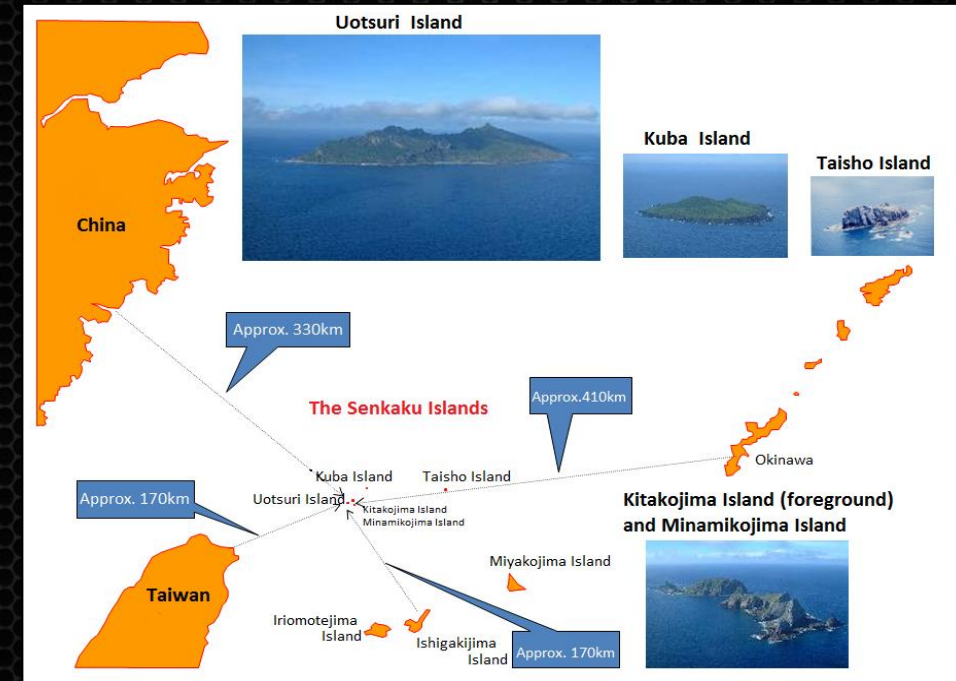 Uotsuri Island
Kuba Island
Taisho Island
China
Approx. 330km
The Senkaku Islands
Approx.410km
Okinawa
Kuba Island
Taisho Island
Uotsuri Island
Kitakojima Island
Minamikojima Island
Approx. 170km
Kitakojima Island (foreground)
and Minamikojima Island
Taiwan
Miyakojima Island
Iriomotejima
Island
Ishigakijima
Island
Approx. 170km